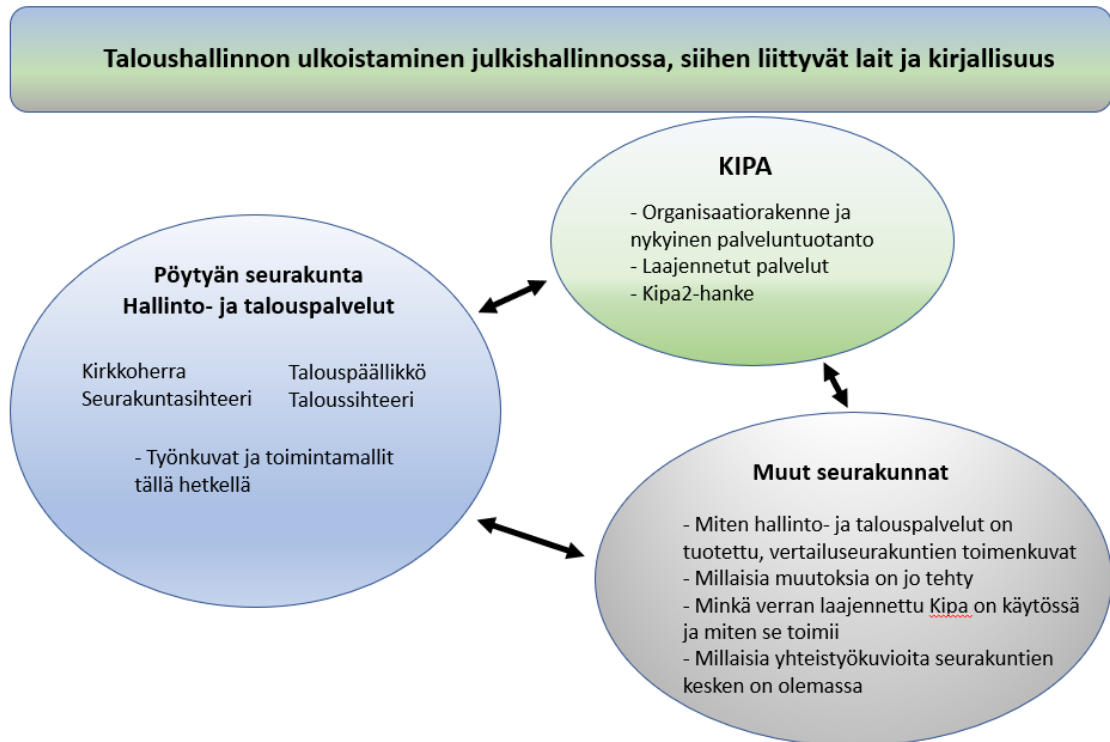 Taloushallinnon ulkoistaminen julkishallinnossa, siihen liittyvät lait ja kirjallisuus
KIPA
- Organisaatiorakenne ja
nykyinen palveluntuotanto
- Laajennetut palvelut
- Kipa2-hanke
Pöytyän seurakunta
Hallinto- ja talouspalvelut
Kirkkoherra
Seurakuntasihteeri
Talouspäällikkö
Taloussihteeri
- Työnkuvat ja toimintamallit
tällä hetkellä
Muut seurakunnat
- Miten hallinto- ja talouspalvelut on
tuotettu, vertailuseurakuntien toimenkuvat
- Millaisia muutoksia on jo tehty
- Minkä verran laajennettu Kipa on käytössä
ja miten se toimii
- Millaisia yhteistyökuvioita seurakuntien
kesken on olemassa